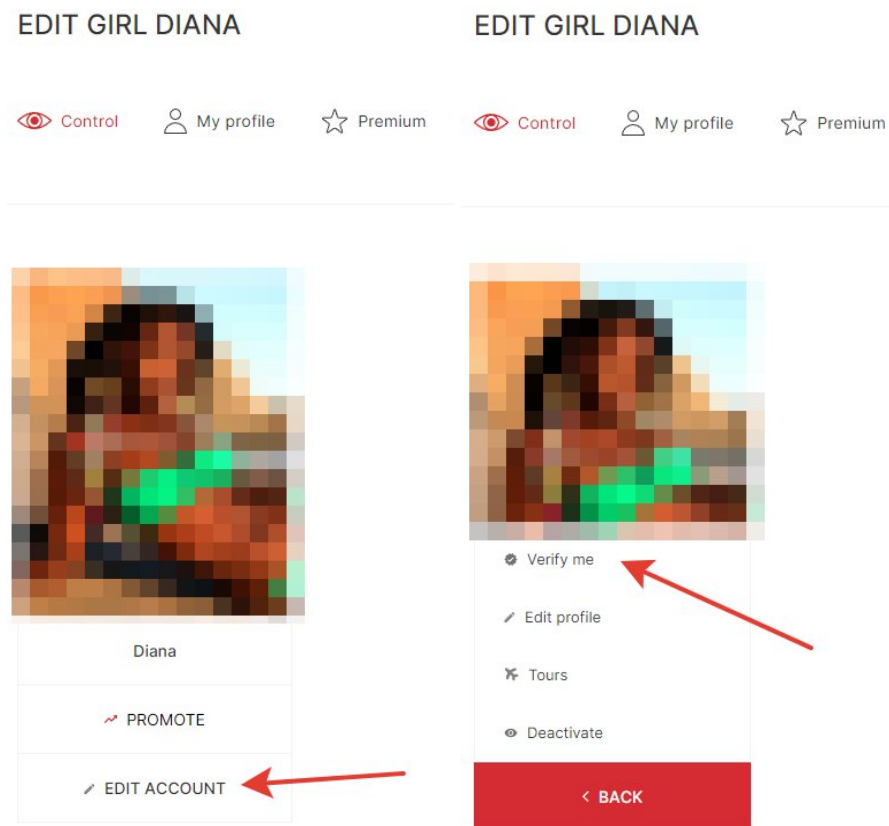 EDIT GIRL DIANA
Control
My profile
Premium
Diana
PROMOTE
EDIT ACCOUNT
EDIT GIRL DIANA
Control
My profile
Premium
Verify me
Edit profile
Tours
Deactivate
< BACK